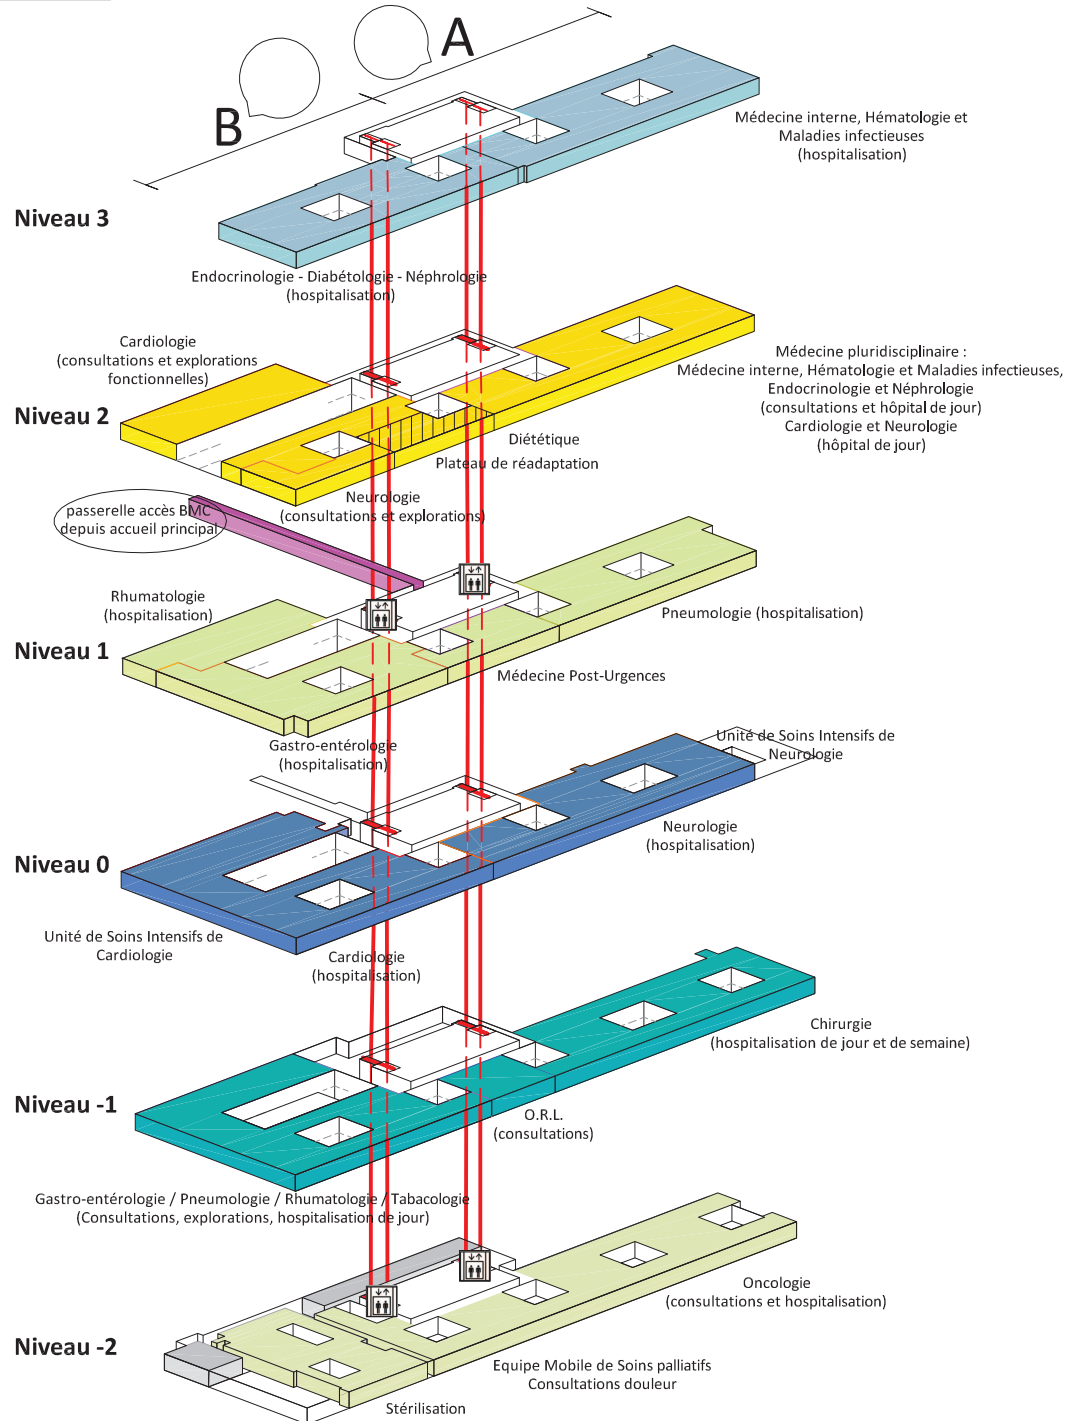 A
B
Médecine interne, Hématologie et
Maladies infectieuses
(hospitalisation)
Niveau 3
Endocrinologie - Diabétologie - Néphrologie
(hospitalisation)
Cardiologie
(consultations et explorations
fonctionnelles)
Médecine pluridisciplinaire :
Médecine interne, Hématologie et Maladies infectieuses,
Endocrinologie et Néphrologie
(consultations et hôpital de jour)
Cardiologie et Neurologie
(hôpital de jour)
Niveau 2
Diététique
Plateau de réadaptation
Neurologie
(consultations et explorations)
passerelle accès BMC
depuis accueil principal
Rhumatologie
(hospitalisation)
Pneumologie (hospitalisation)
Niveau 1
Médecine Post-Urgences
Gastro-entérologie
(hospitalisation)
Unité de Soins Intensifs de
Neurologie
Neurologie
(hospitalisation)
Niveau 0
Unité de Soins Intensifs de
Cardiologie
Cardiologie
(hospitalisation)
Chirurgie
(hospitalisation de jour et de semaine)
Niveau -1
O.R.L.
(consultations)
Gastro-entérologie / Pneumologie / Rhumatologie / Tabacologie
(Consultations, explorations, hospitalisation de jour)
Oncologie
(consultations et hospitalisation)
Niveau -2
Equipe Mobile de Soins palliatifs
Consultations douleur
Stérilisation